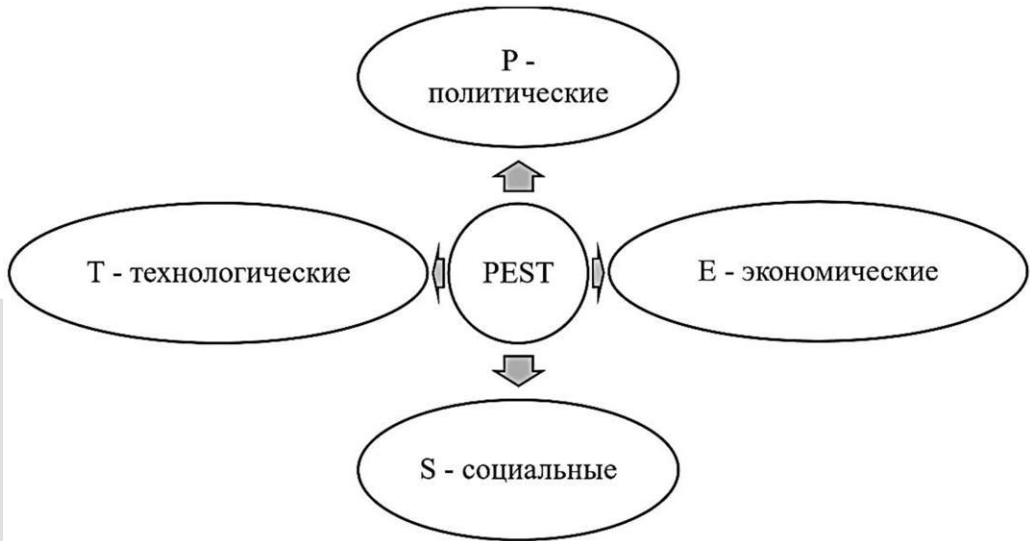 P -
политические
T - технологические
PEST
E - экономические
S - социальные